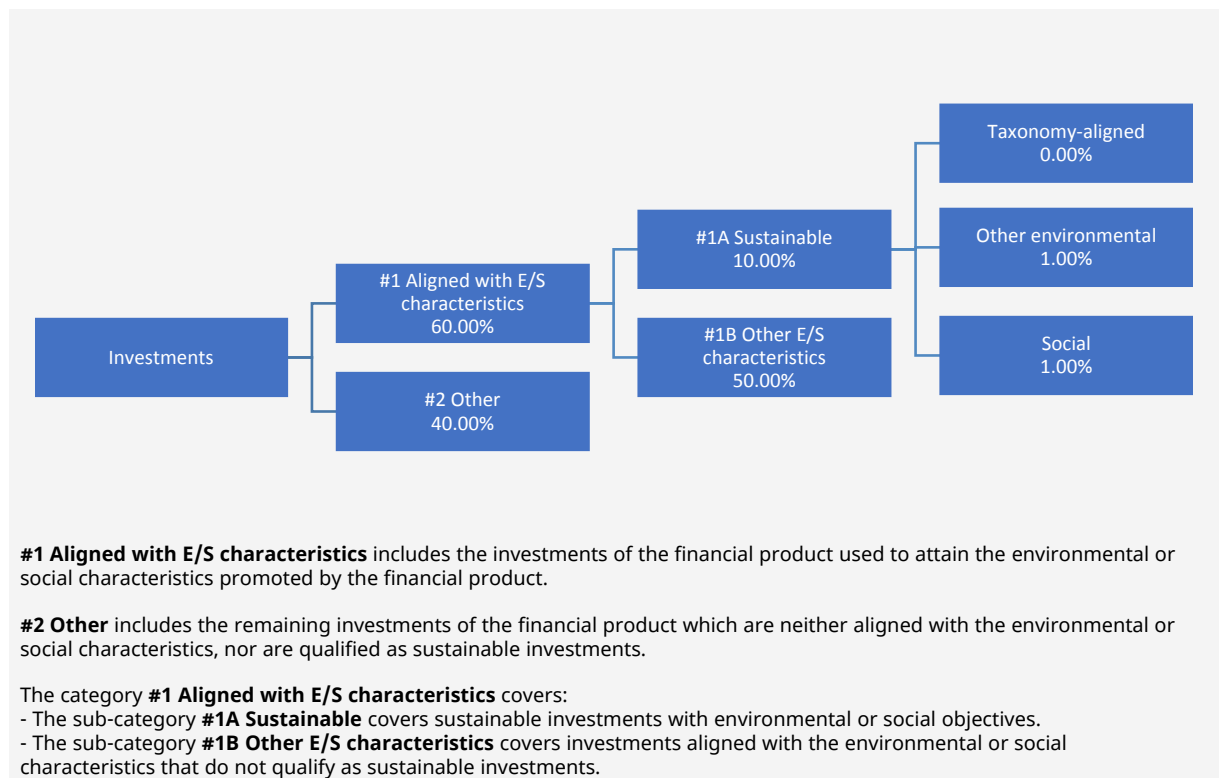 Investments
#1 Aligned with E/S
characteristics
60.00%
#2 Other
40.00%
#1A Sustainable
10.00%
#1B Other E/S
characteristics
50.00%
Taxonomy-aligned
0.00%
Other environmental
1.00%
Social
1.00%
#1 Aligned with E/S characteristics includes the investments of the financial product used to attain the environmental or
social characteristics promoted by the financial product.
#2 Other includes the remaining investments of the financial product which are neither aligned with the environmental or
social characteristics, nor are qualified as sustainable investments.
The category #1 Aligned with E/S characteristics covers:
- The sub-category #1A Sustainable covers sustainable investments with environmental or social objectives.
- The sub-category #1B Other E/S characteristics covers investments aligned with the environmental or social
characteristics that do not qualify as sustainable investments.